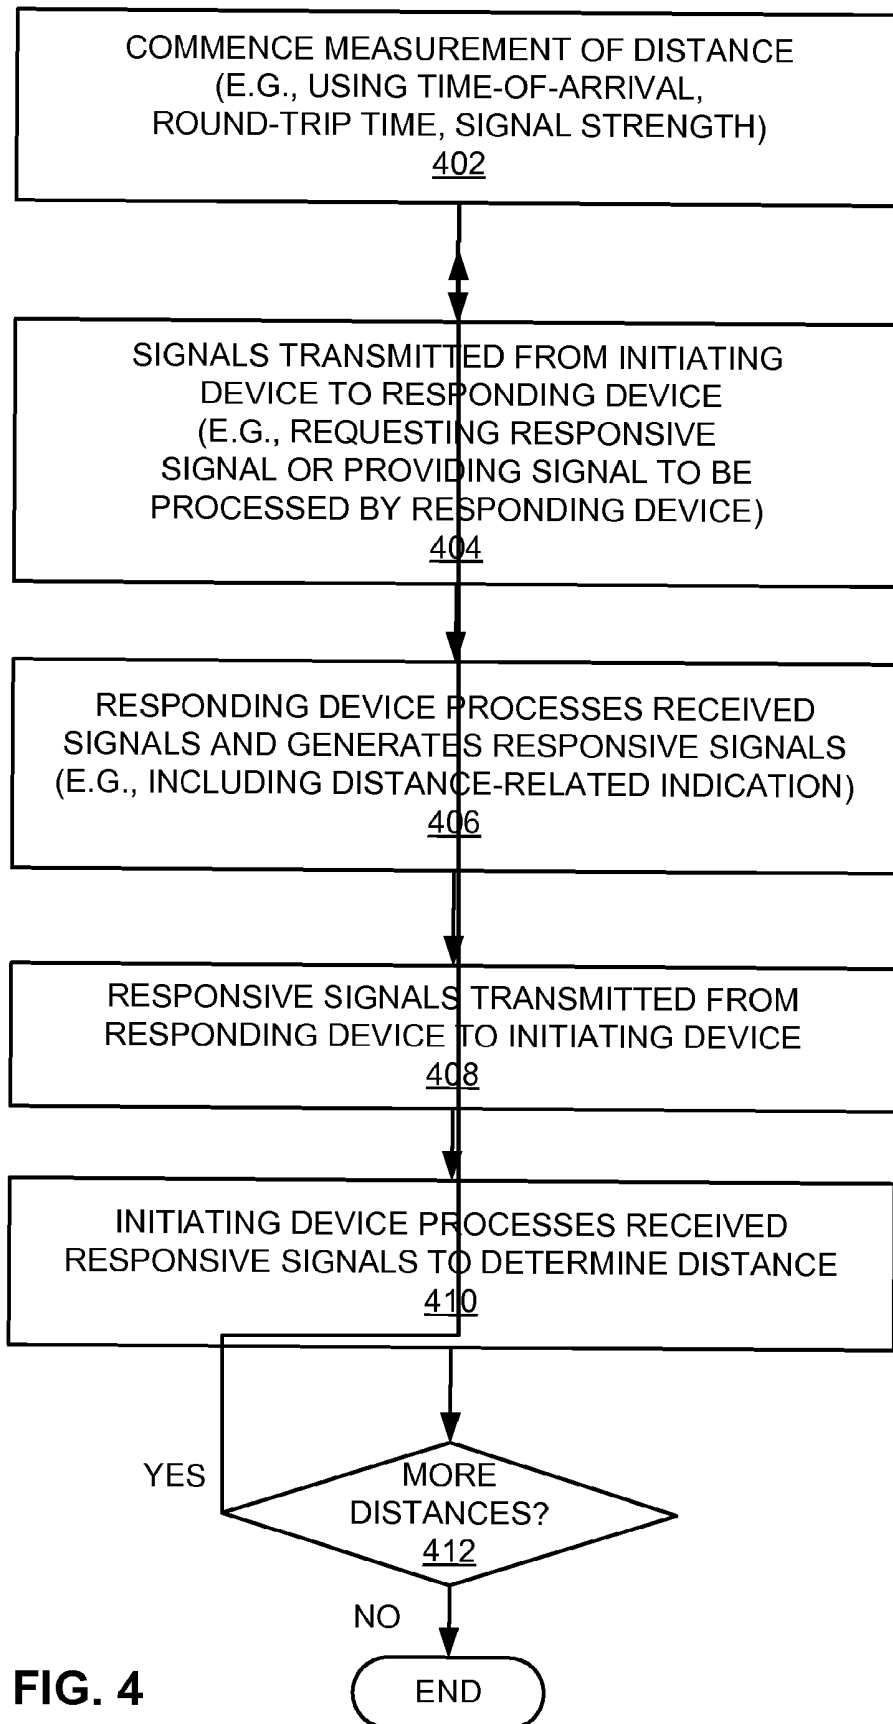 COMMENCE MEASUREMENT OF DISTANCE
(E.G., USING TIME-OF-ARRIVAL,
ROUND-TRIP TIME, SIGNAL STRENGTH)
402
SIGNALS TRANSMITTED FROM INITIATING
DEVICE TO RESPONDING DEVICE
(E.G., REQUESTING RESPONSIVE
SIGNAL OR PROVIDING SIGNAL TO BE
PROCESSED BY RESPONDING DEVICE)
404
RESPONDING DEVICE PROCESSES RECEIVED
SIGNALS AND GENERATES RESPONSIVE SIGNALS
(E.G., INCLUDING DISTANCE-RELATED INDICATION)
406
RESPONSIVE SIGNALS TRANSMITTED FROM
RESPONDING DEVICE TO INITIATING DEVICE
408
INITIATING DEVICE PROCESSES RECEIVED
RESPONSIVE SIGNALS TO DETERMINE DISTANCE
410
YES
MORE
DISTANCES?
412
NO
END
FIG. 4